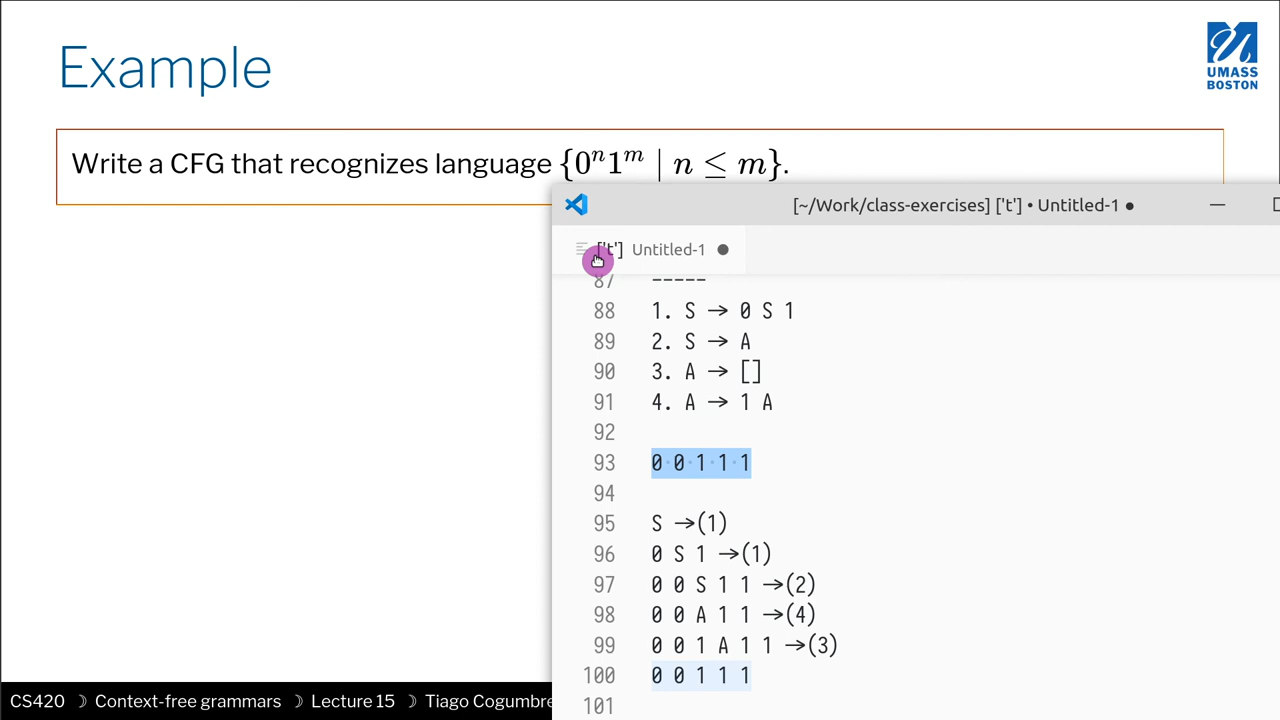 Example
UMASS
BOSTON
Write a CFG that recognizes language {0ⁿ1ᵐ | n ≤ m}.
[~/Work/class-exercises] ['t'] • Untitled-1 ●
['t'] Untitled-1 ●
87 -----
88 1. S → 0 S 1
89 2. S → A
90 3. A → []
91 4. A → 1 A
92
93 0·0·1·1·1
94
95 S →(1)
96 0 S 1 →(1)
97 0 0 S 1 1 →(2)
98 0 0 A 1 1 →(4)
99 0 0 1 A 1 1 →(3)
100 0 0 1 1 1
101
CS420 ☽ Context-free grammars ☽ Lecture 15 ☽ Tiago Cogumbre